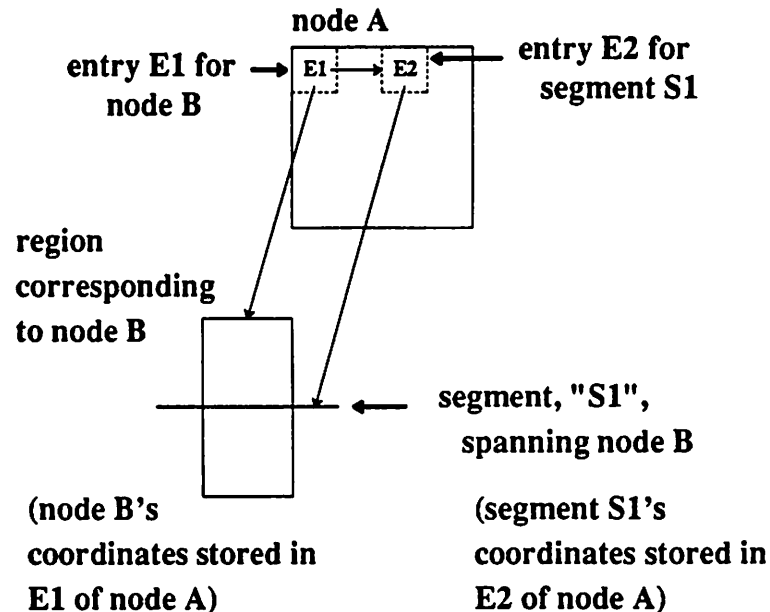 node A
entry E1 for
node B
E1
E2
entry E2 for
segment S1
region
corresponding
to node B
segment, "S1",
spanning node B
(node B's
coordinates stored in
E1 of node A)
(segment S1's
coordinates stored in
E2 of node A)